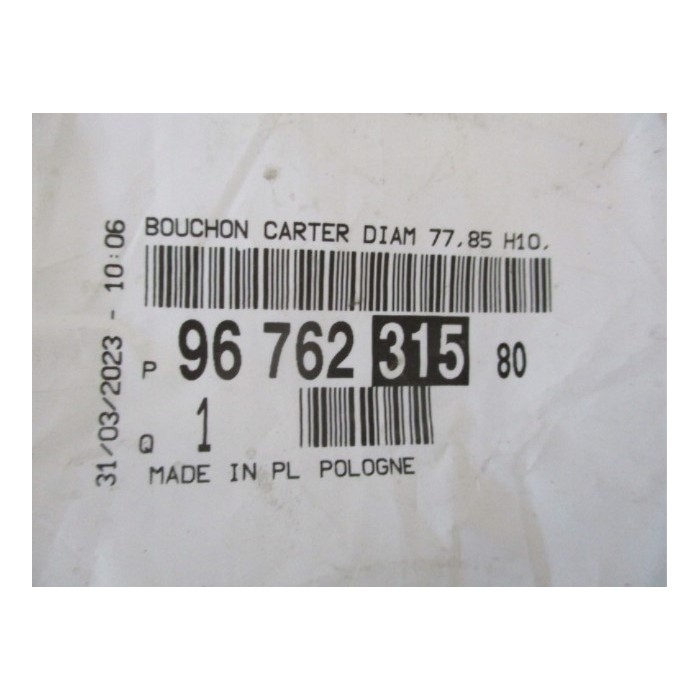 BOUCHON CARTER DIAM 77,85 H10,
P 96 762 315 80
Q 1
MADE IN PL POLOGNE
31/03/2023 - 10:06